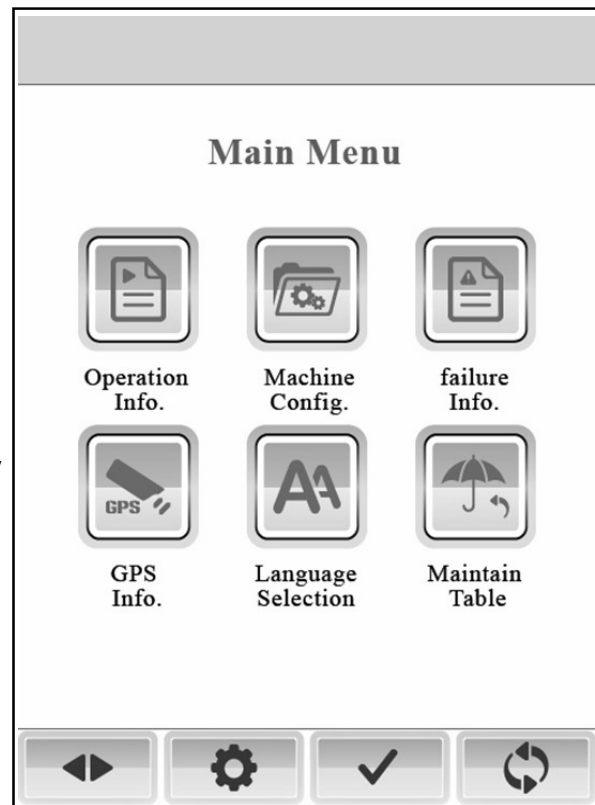 Main Menu
Operation
Info.
Machine
Config.
failure
Info.
GPS
GPS
Info.
Language
Selection
Maintain
Table